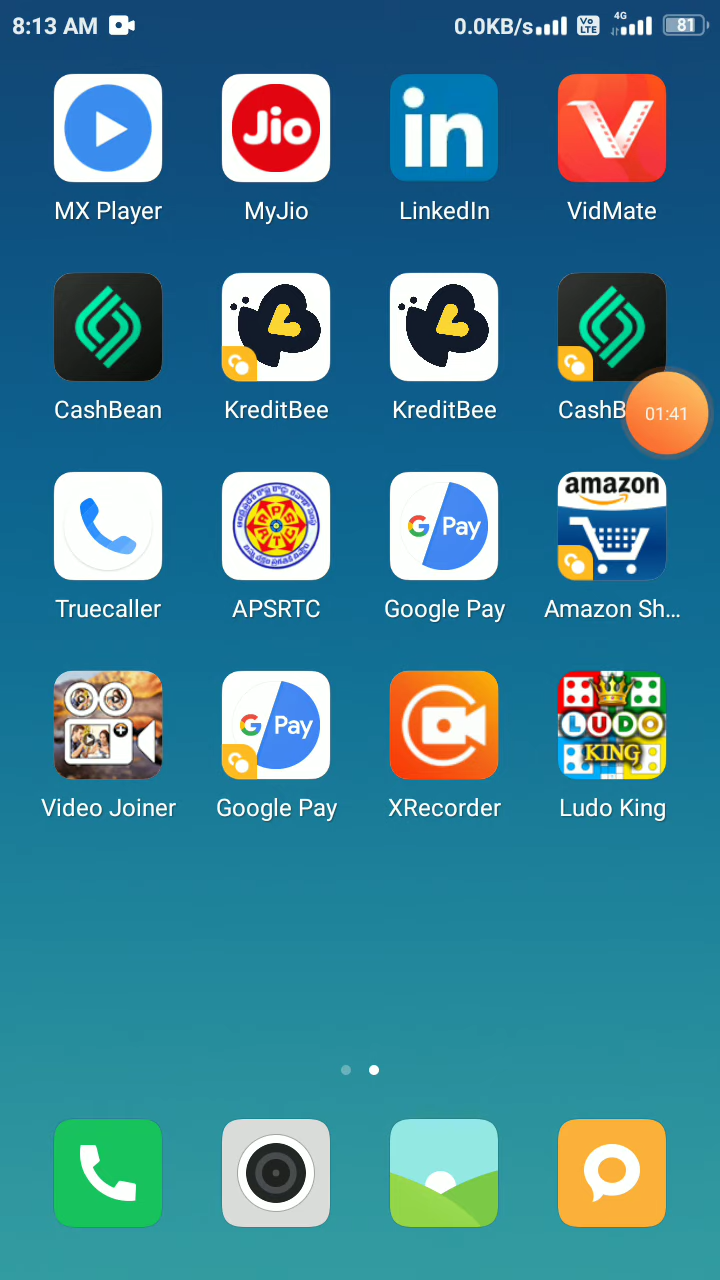 8:13 AM 0.0KB/s Vo LTE 4G 81
Jio
in
MX Player MyJio LinkedIn VidMate
CashBean KreditBee KreditBee CashB
01:41
G Pay amazon
Truecaller APSRTC Google Pay Amazon Sh...
G Pay LUDO KING
Video Joiner Google Pay XRecorder Ludo King